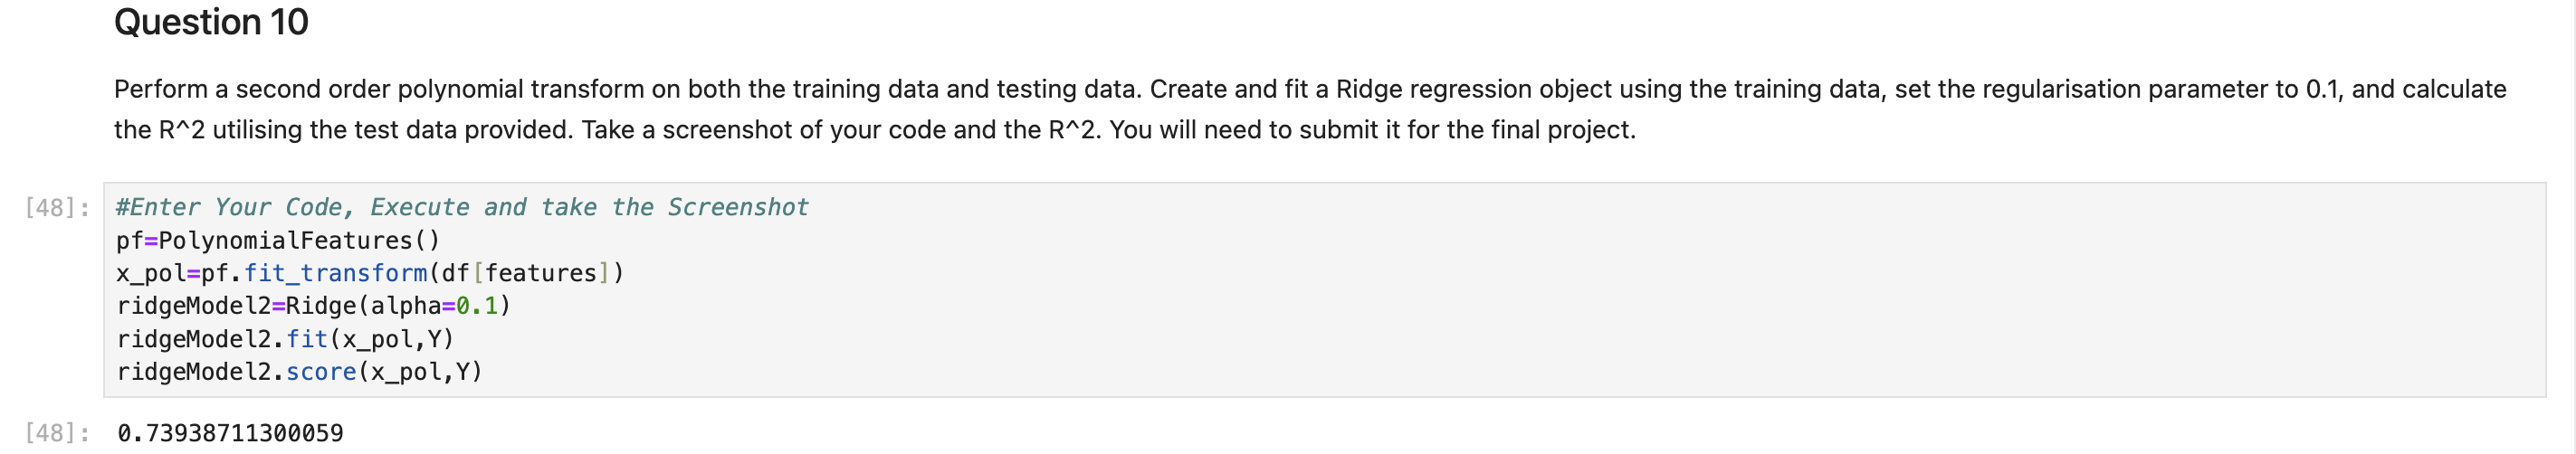 Question 10
Perform a second order polynomial transform on both the training data and testing data. Create and fit a Ridge regression object using the training data, set the regularisation parameter to 0.1, and calculate
the R^2 utilising the test data provided. Take a screenshot of your code and the R^2. You will need to submit it for the final project.
[48]: #Enter Your Code, Execute and take the Screenshot
pf=PolynomialFeatures()
x_pol=pf.fit_transform(df[features])
ridgeModel2=Ridge(alpha=0.1)
ridgeModel2.fit(x_pol,Y)
ridgeModel2.score(x_pol,Y)
[48]: 0.73938711300059